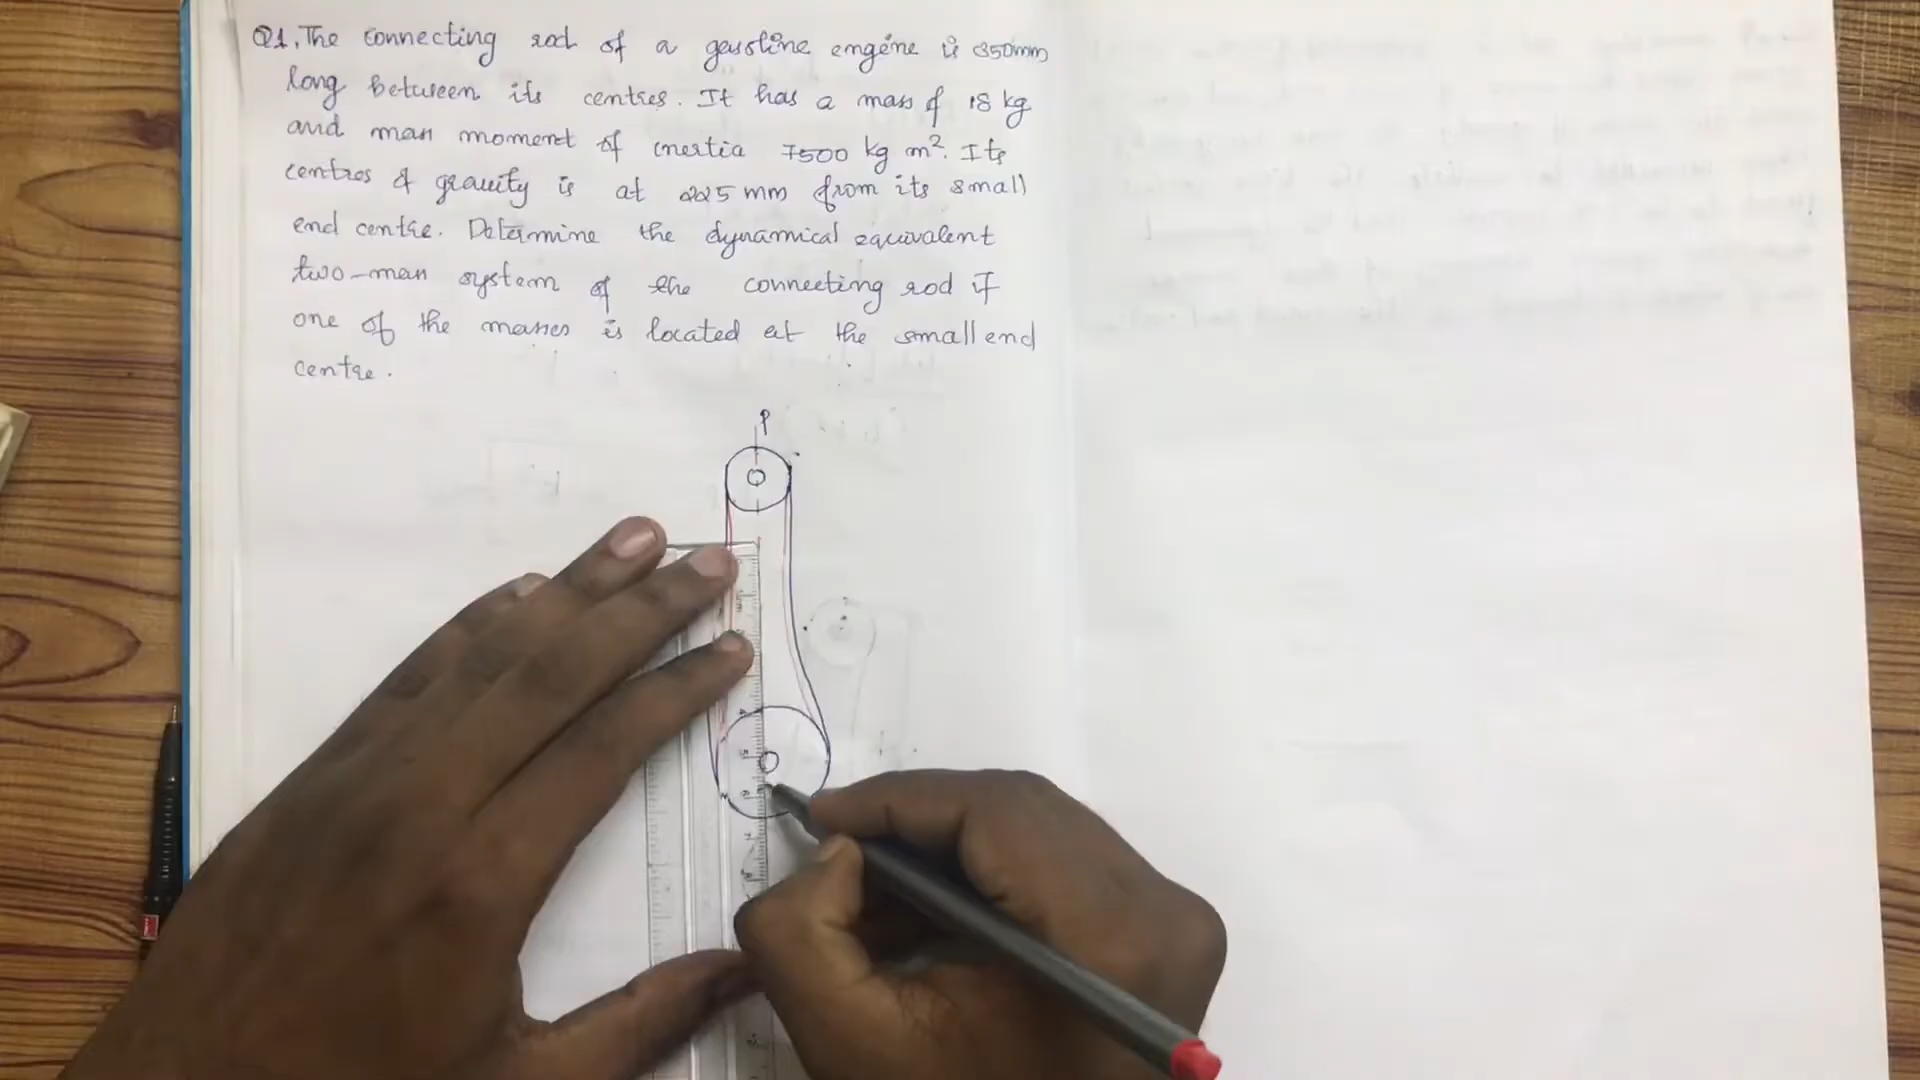 Q1. The connecting rod of a gasoline engine is 350mm
long between its centres. It has a mass of 18 kg
and mass moment of inertia 7500 kg m². Its
centres of gravity is at 225 mm from its small
end centre. Determine the dynamical equivalent
two-mass system of the connecting rod if
one of the masses is located at the small end
centre.
P